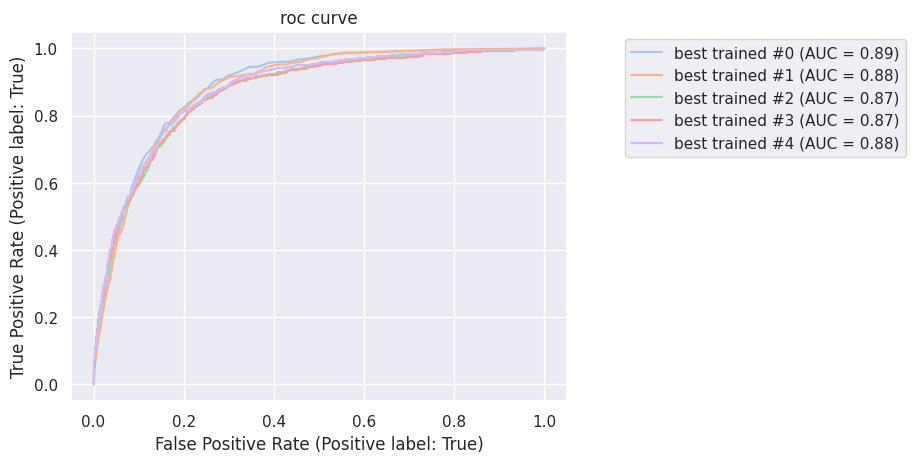 roc curve
1.0
0.8
0.6
0.4
0.2
0.0
True Positive Rate (Positive label: True)
0.0 0.2 0.4 0.6 0.8 1.0
False Positive Rate (Positive label: True)
best trained #0 (AUC = 0.89)
best trained #1 (AUC = 0.88)
best trained #2 (AUC = 0.87)
best trained #3 (AUC = 0.87)
best trained #4 (AUC = 0.88)